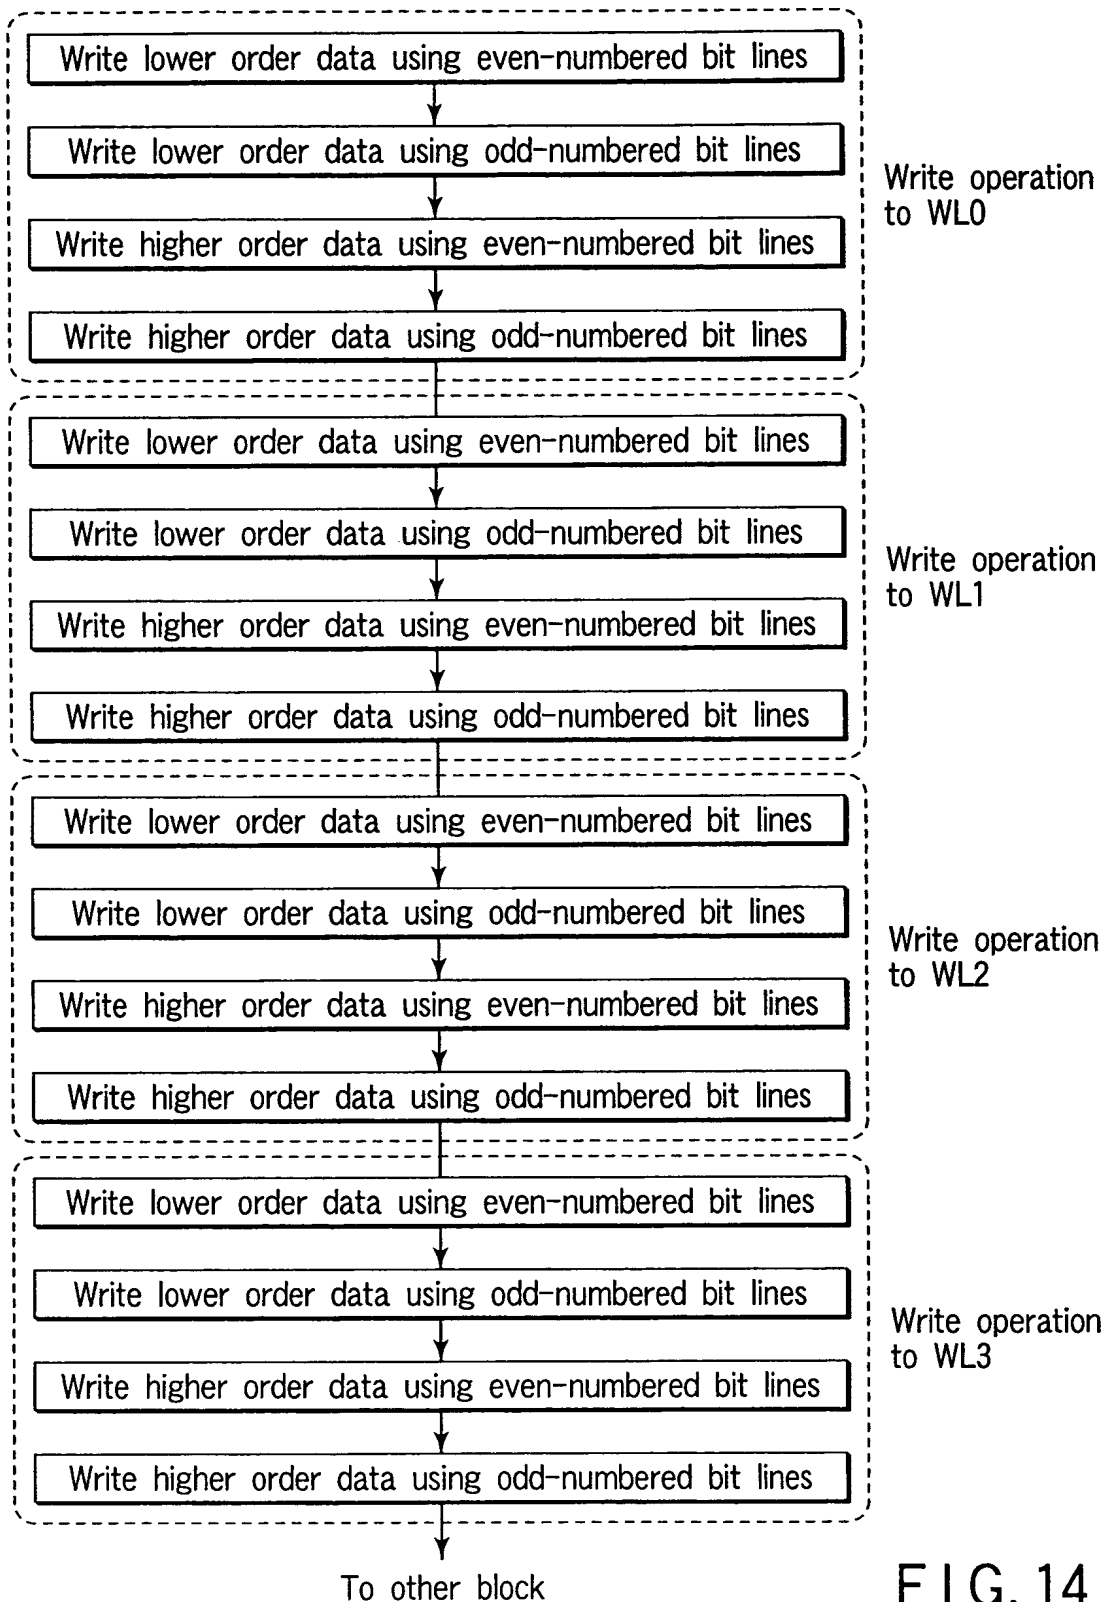 Write lower order data using even-numbered bit lines
Write lower order data using odd-numbered bit lines
Write higher order data using even-numbered bit lines
Write higher order data using odd-numbered bit lines
Write operation
to WL0
Write lower order data using even-numbered bit lines
Write lower order data using odd-numbered bit lines
Write higher order data using even-numbered bit lines
Write higher order data using odd-numbered bit lines
Write operation
to WL1
Write lower order data using even-numbered bit lines
Write lower order data using odd-numbered bit lines
Write higher order data using even-numbered bit lines
Write higher order data using odd-numbered bit lines
Write operation
to WL2
Write lower order data using even-numbered bit lines
Write lower order data using odd-numbered bit lines
Write higher order data using even-numbered bit lines
Write higher order data using odd-numbered bit lines
Write operation
to WL3
To other block
FIG. 14